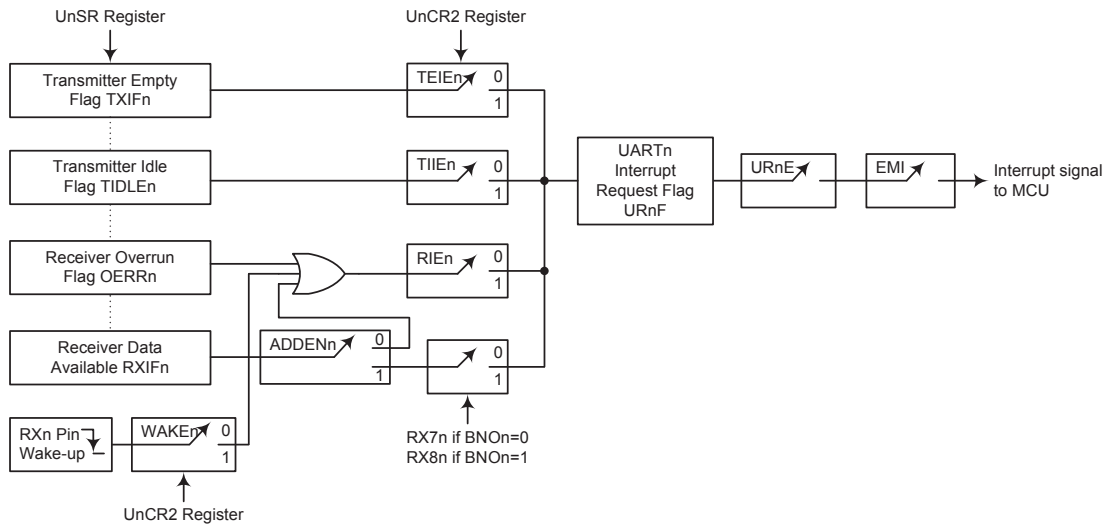 UnSR Register
UnCR2 Register
Transmitter Empty
Flag TXIFn
TEIEn
0
1
Transmitter Idle
Flag TIDLEn
TIIEn
0
1
UARTn
Interrupt
Request Flag
URnF
URnE
EMI
Interrupt signal
to MCU
Receiver Overrun
Flag OERRn
RIEn
0
1
Receiver Data
Available RXIFn
ADDENn
0
1
0
1
RX7n if BNOn=0
RX8n if BNOn=1
RXn Pin
Wake-up
WAKEn
0
1
UnCR2 Register